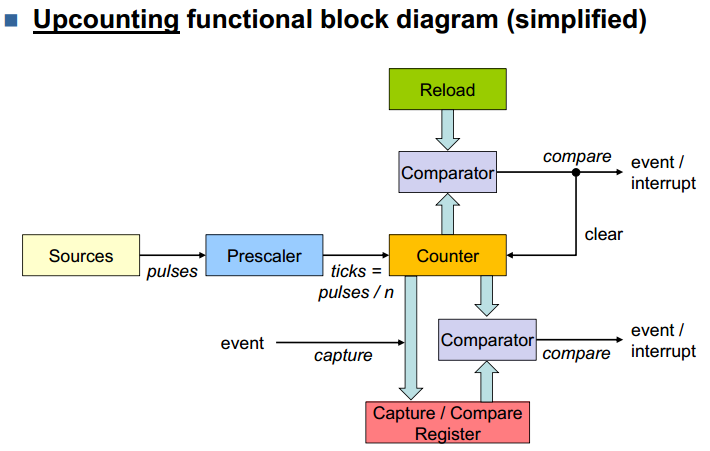 Upcounting functional block diagram (simplified)
Reload
Comparator
compare
event /
interrupt
clear
Sources
pulses
Prescaler
ticks =
pulses / n
Counter
event
capture
Comparator
compare
event /
interrupt
Capture / Compare
Register